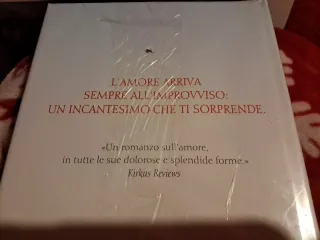 L'AMORE ARRIVA
SEMPRE ALL'IMPROVVISO:
UN INCANTESIMO CHE TI SORPRENDE.
«Un romanzo sull'amore,
in tutte le sue dolorose e splendide forme.»
Kirkus Reviews